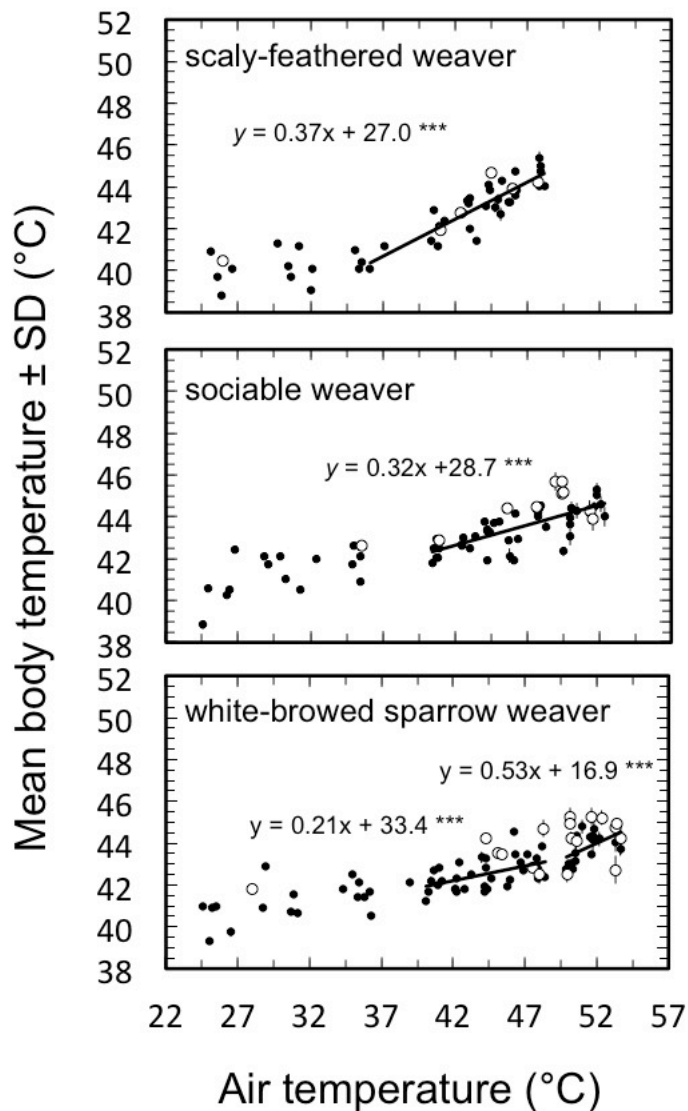 Mean body temperature ± SD (°C)
52
50
48
46
44
42
40
38
scaly-feathered weaver
y = 0.37x + 27.0 ***
52
50
48
46
44
42
40
38
sociable weaver
y = 0.32x +28.7 ***
52
50
48
46
44
42
40
38
white-browed sparrow weaver
y = 0.53x + 16.9 ***
y = 0.21x + 33.4 ***
22 27 32 37 42 47 52 57
Air temperature (°C)